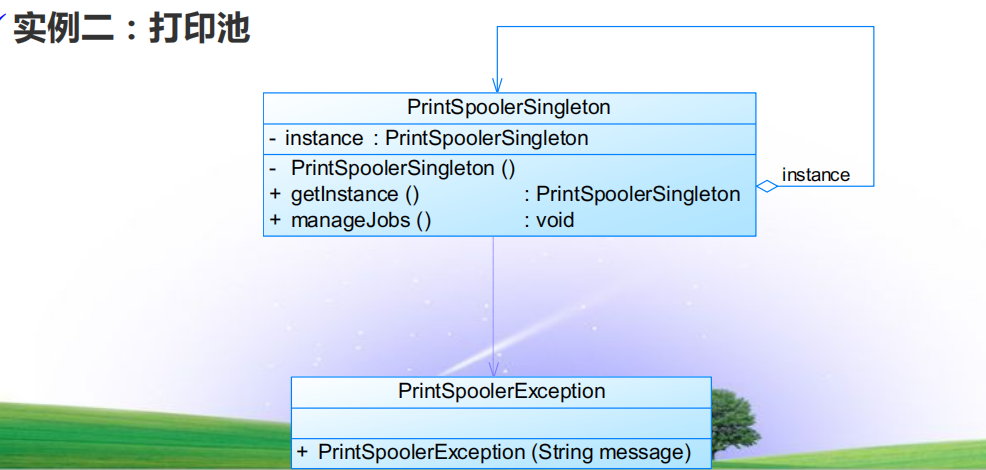 实例二：打印池
PrintSpoolerSingleton
- instance : PrintSpoolerSingleton
- PrintSpoolerSingleton ()
+ getInstance () : PrintSpoolerSingleton
+ manageJobs () : void
instance
PrintSpoolerException
+ PrintSpoolerException (String message)